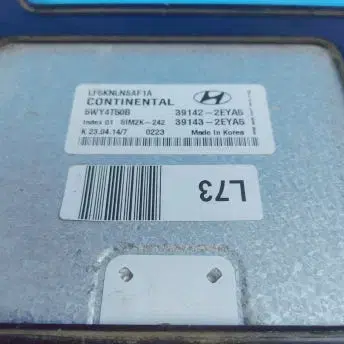 LF6KNLN8AF1A
CONTINENTAL
5WY4T50B 39142-2EYA5
Index 01 61M2K-242 39143-2EYA5
K 23.04.14/7 0223 Made in Korea
L73